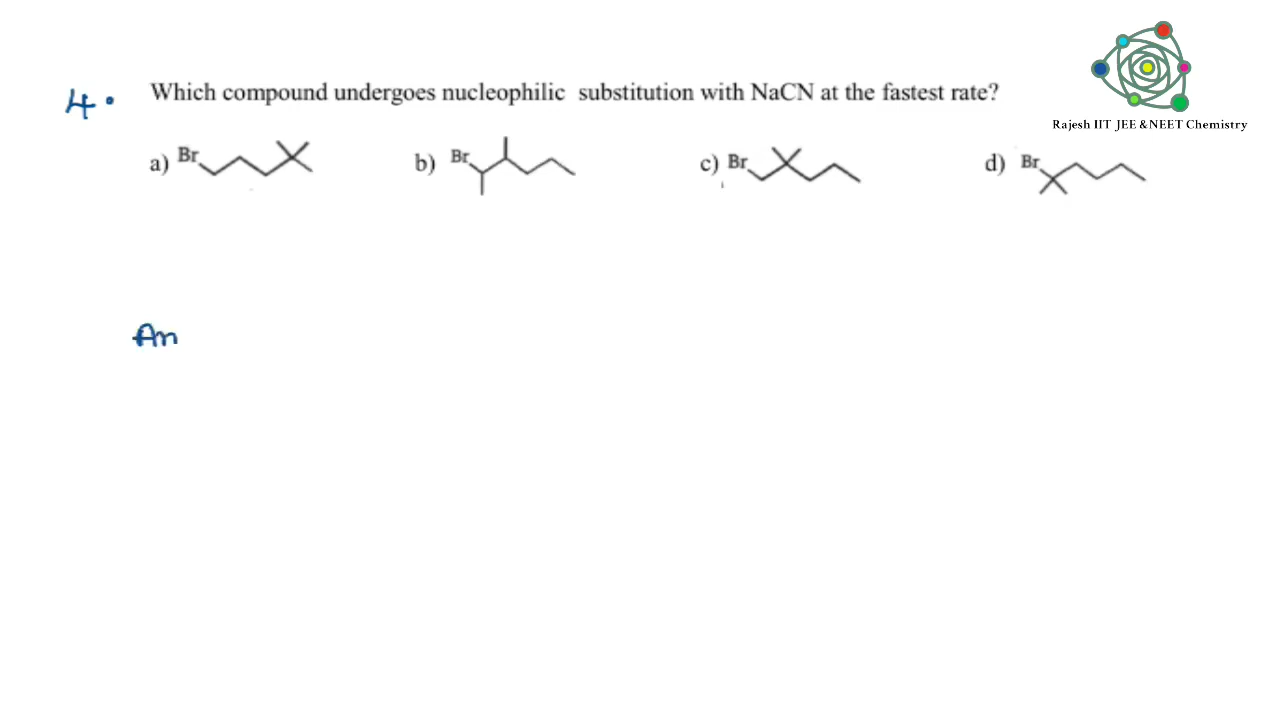 4. Which compound undergoes nucleophilic substitution with NaCN at the fastest rate?
Rajesh IIT JEE &NEET Chemistry
a) Br b) Br c) Br d) Br
An